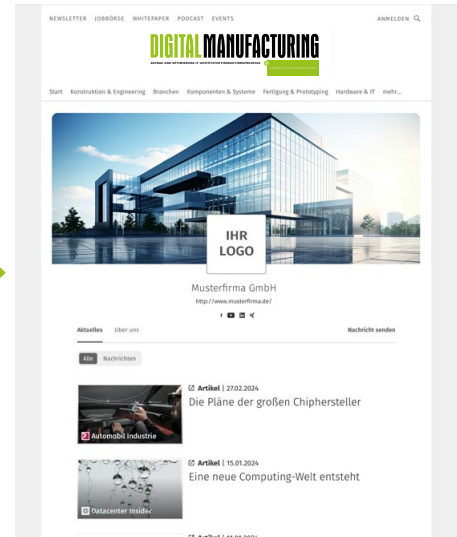 NEWSLETTER JOBBÖRSE WHITEPAPER PODCAST EVENTS ANMELDEN
DIGITAL MANUFACTURING
Start Konstruktion & Engineering Branchen Komponenten & Systeme Fertigung & Prototyping Hardware & IT mehr...
IHR
LOGO
Musterfirma GmbH
http://www.musterfirma.de/
Aktuelles Über uns Nachricht senden
Alle Nachrichten
Artikel | 27.02.2024
Die Pläne der großen Chiphersteller
Automobil Industrie
Artikel | 15.01.2024
Eine neue Computing-Welt entsteht
Datacenter Insider